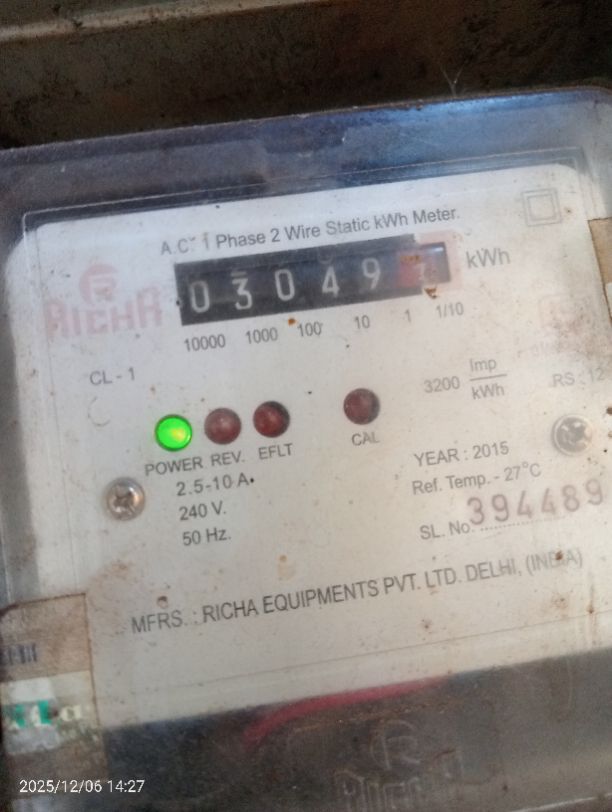 A.C. 1 Phase 2 Wire Static kWh Meter.
RICHA
03049 kWh
10000 1000 100 10 1 1/10
CL - 1
3200 Imp
kWh
POWER REV. EFLT CAL
2.5-10 A.
240 V.
50 Hz.
YEAR : 2015
Ref. Temp. - 27°C
SL. No. 394489
MFRS. : RICHA EQUIPMENTS PVT. LTD. DELHI, (INDIA)
2025/12/06 14:27